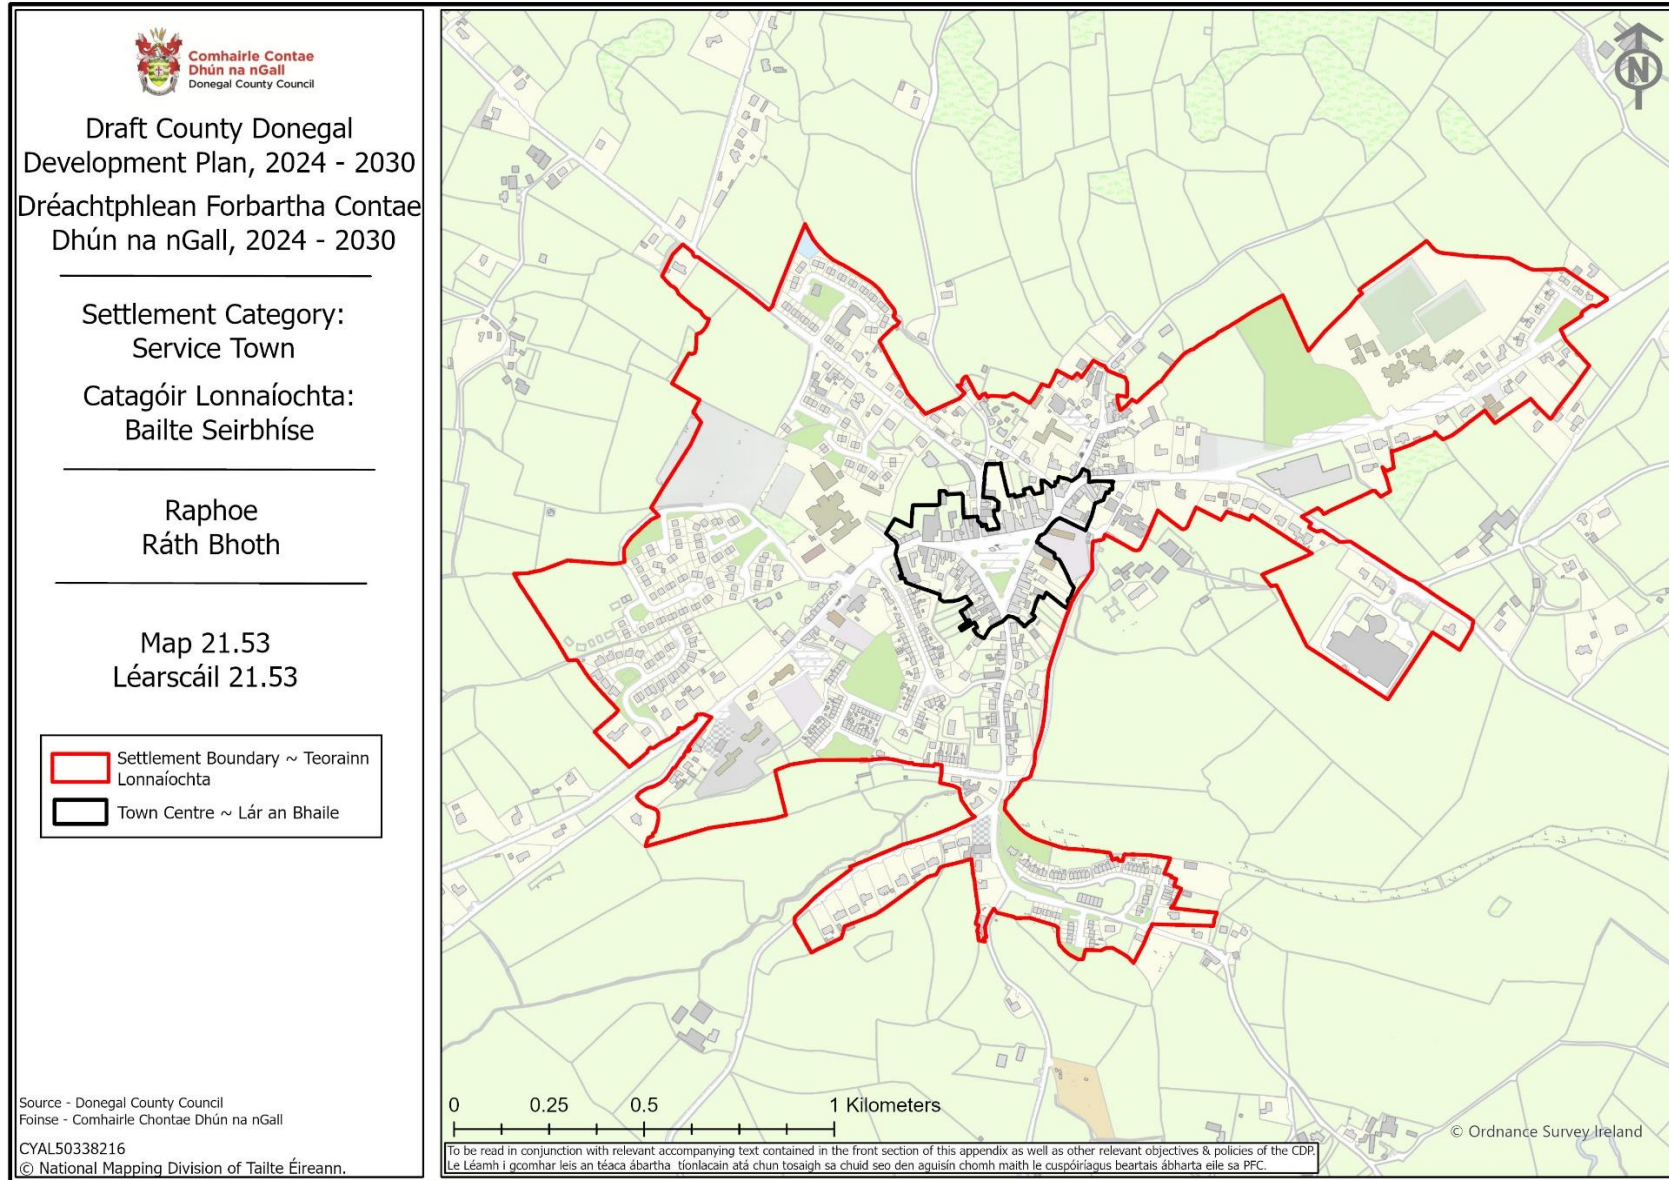 Comhairle Contae
Dhún na nGall
Donegal County Council
Draft County Donegal
Development Plan, 2024 - 2030
Dréachtphlean Forbartha Contae
Dhún na nGall, 2024 - 2030
Settlement Category:
Service Town
Catagóir Lonnaíochta:
Bailte Seirbhíse
Raphoe
Ráth Bhoth
Map 21.53
Léarscáil 21.53
Settlement Boundary ~ Teorainn
Lonnaíochta
Town Centre ~ Lár an Bhaile
Source - Donegal County Council
Foinse - Comhairle Chontae Dhún na nGall
CYAL50338216
© National Mapping Division of Tailte Éireann.
N
0 0.25 0.5 1 Kilometers
© Ordnance Survey Ireland
To be read in conjunction with relevant accompanying text contained in the front section of this appendix as well as other relevant objectives & policies of the CDP.
Le Léamh i gcomhar leis an téaca ábartha tíonlacain atá chun tosaigh sa chuid seo den aguisín chomh maith le cuspóiríagus beartais ábharta eile sa PFC.